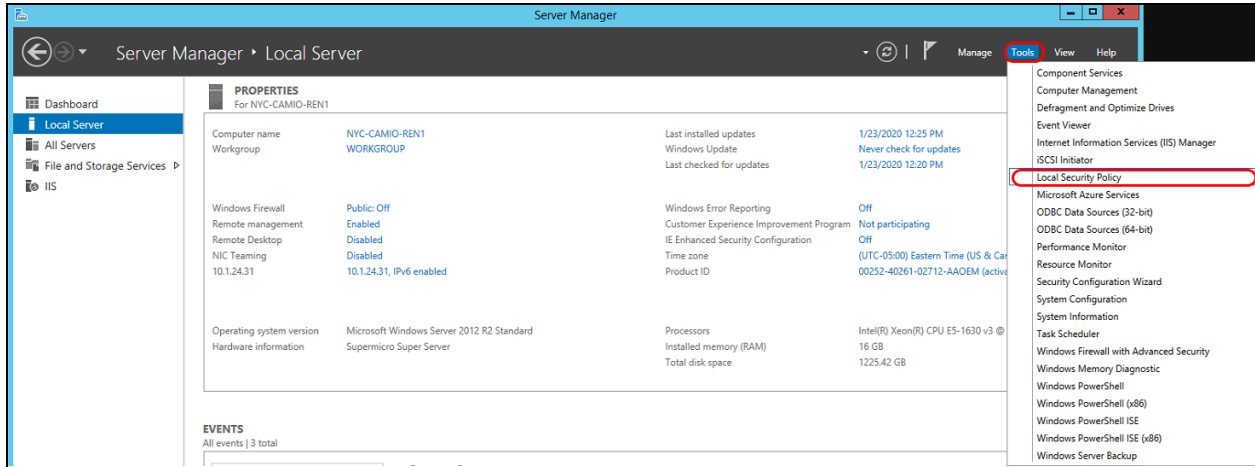 Server Manager
Server Manager • Local Server
Manage Tools View Help
Dashboard
Local Server
All Servers
File and Storage Services
IIS
PROPERTIES
For NYC-CAMIO-REN1
Computer name NYC-CAMIO-REN1 Last installed updates 1/23/2020 12:25 PM
Workgroup WORKGROUP Windows Update Never check for updates
Last checked for updates 1/23/2020 12:20 PM
Windows Firewall Public: Off Windows Error Reporting Off
Remote management Enabled Customer Experience Improvement Program Not participating
Remote Desktop Disabled IE Enhanced Security Configuration Off
NIC Teaming Disabled Time zone (UTC-05:00) Eastern Time (US & Ca
10.1.24.31 10.1.24.31, IPv6 enabled Product ID 00252-40261-02712-AAOEM (activa
Operating system version Microsoft Windows Server 2012 R2 Standard Processors Intel(R) Xeon(R) CPU E5-1630 v3 @
Hardware information Supermicro Super Server Installed memory (RAM) 16 GB
Total disk space 1225.42 GB
EVENTS
All events | 3 total
Component Services
Computer Management
Defragment and Optimize Drives
Event Viewer
Internet Information Services (IIS) Manager
iSCSI Initiator
Local Security Policy
Microsoft Azure Services
ODBC Data Sources (32-bit)
ODBC Data Sources (64-bit)
Performance Monitor
Resource Monitor
Security Configuration Wizard
System Configuration
System Information
Task Scheduler
Windows Firewall with Advanced Security
Windows Memory Diagnostic
Windows PowerShell
Windows PowerShell (x86)
Windows PowerShell ISE
Windows PowerShell ISE (x86)
Windows Server Backup